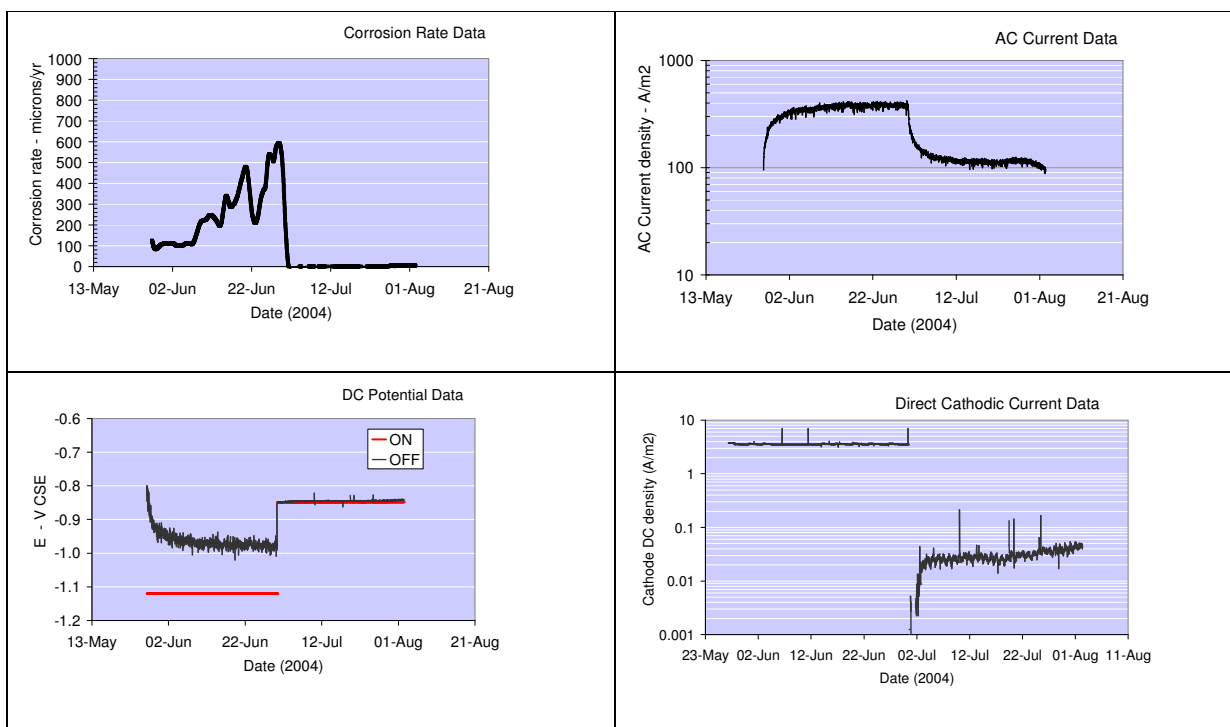 Corrosion Rate Data
Corrosion rate - microns/yr
1000
900
800
700
600
500
400
300
200
100
0
13-May 02-Jun 22-Jun 12-Jul 01-Aug 21-Aug
Date (2004)
AC Current Data
AC Current density - A/m2
1000
100
10
13-May 02-Jun 22-Jun 12-Jul 01-Aug 21-Aug
Date (2004)
DC Potential Data
E - V CSE
-0.6
-0.7
-0.8
-0.9
-1.0
-1.1
-1.2
ON
OFF
13-May 02-Jun 22-Jun 12-Jul 01-Aug 21-Aug
Date (2004)
Direct Cathodic Current Data
Cathode DC density (A/m2)
10
1
0.1
0.01
0.001
23-May 02-Jun 12-Jun 22-Jun 02-Jul 12-Jul 22-Jul 01-Aug 11-Aug
Date (2004)